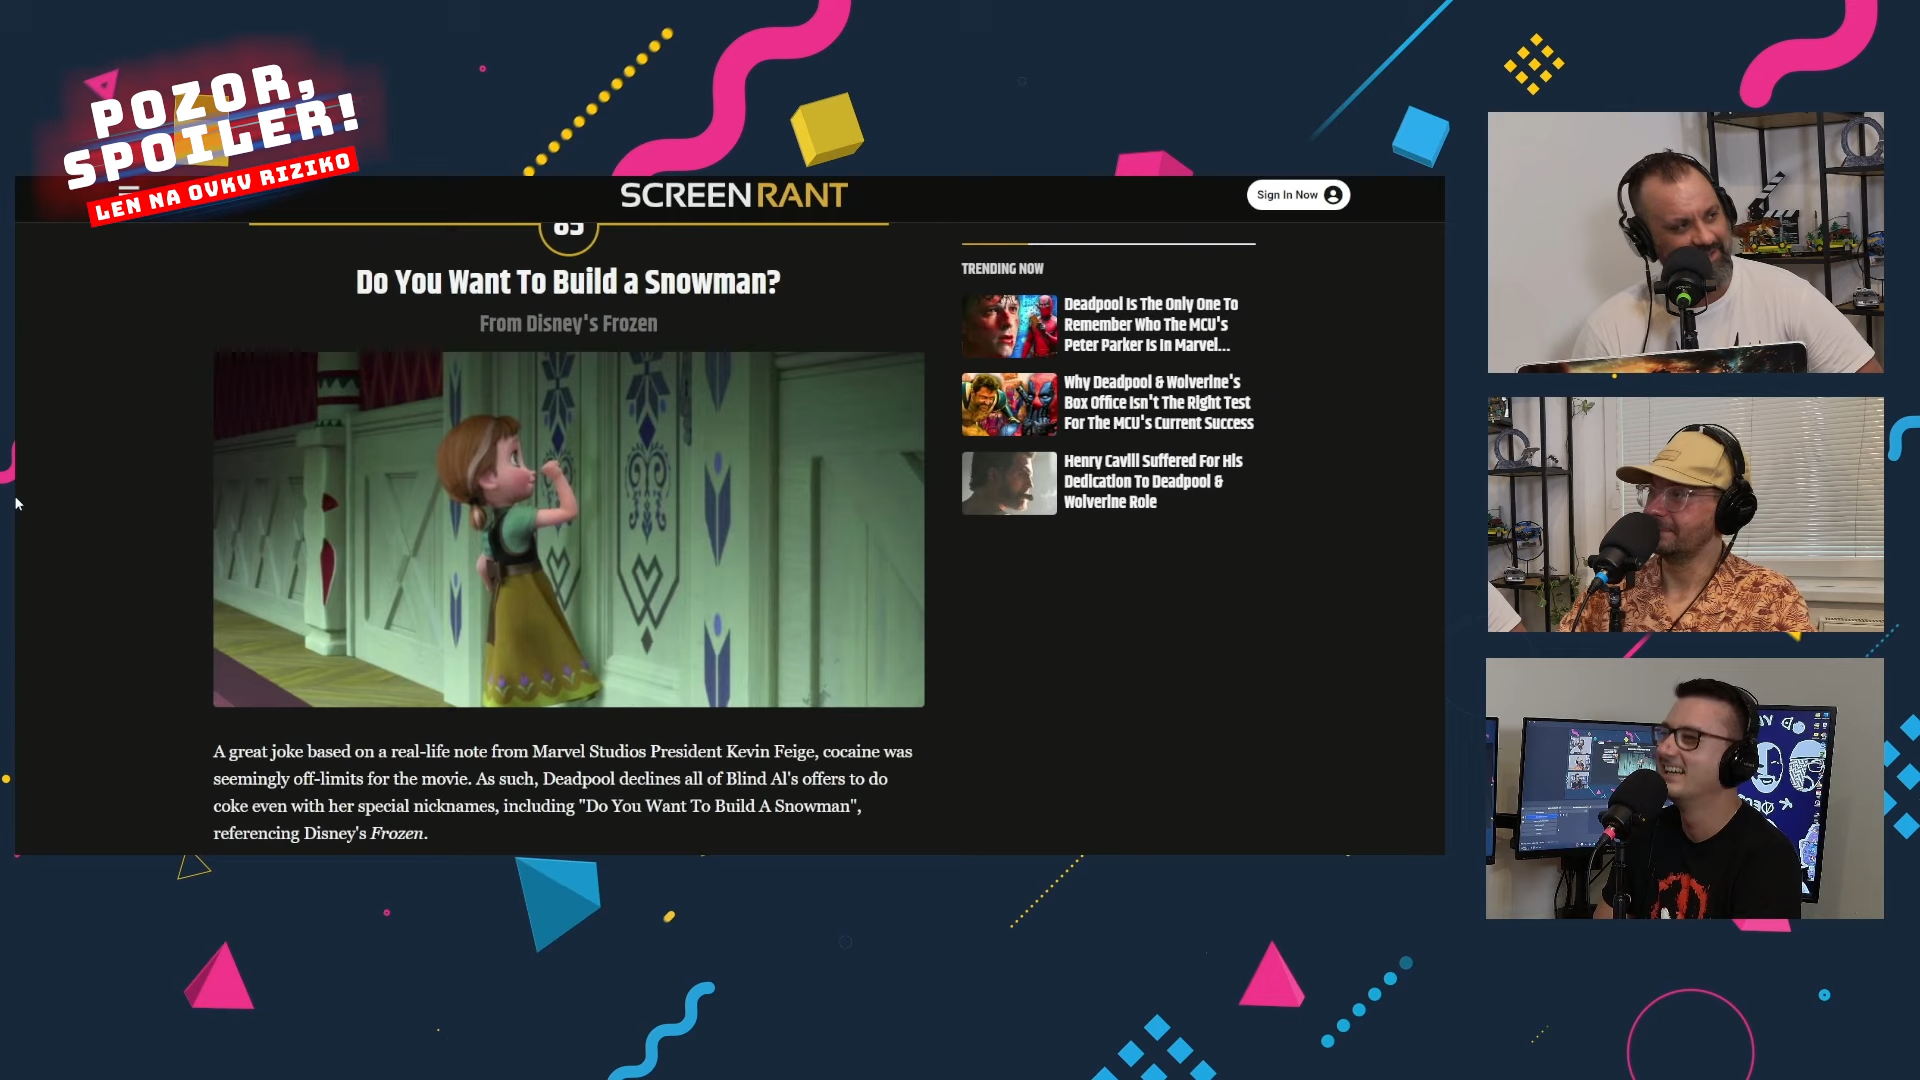 POZOR,
SPOILER!
LEN NA OVKV RIZIKO
SCREENRANT
Sign In Now
65
Do You Want To Build a Snowman?
From Disney's Frozen
A great joke based on a real-life note from Marvel Studios President Kevin Feige, cocaine was
seemingly off-limits for the movie. As such, Deadpool declines all of Blind Al's offers to do
coke even with her special nicknames, including "Do You Want To Build A Snowman",
referencing Disney's Frozen.
TRENDING NOW
Deadpool Is The Only One To
Remember Who The MCU's
Peter Parker Is In Marvel...
Why Deadpool & Wolverine's
Box Office Isn't The Right Test
For The MCU's Current Success
Henry Cavill Suffered For His
Dedication To Deadpool &
Wolverine Role